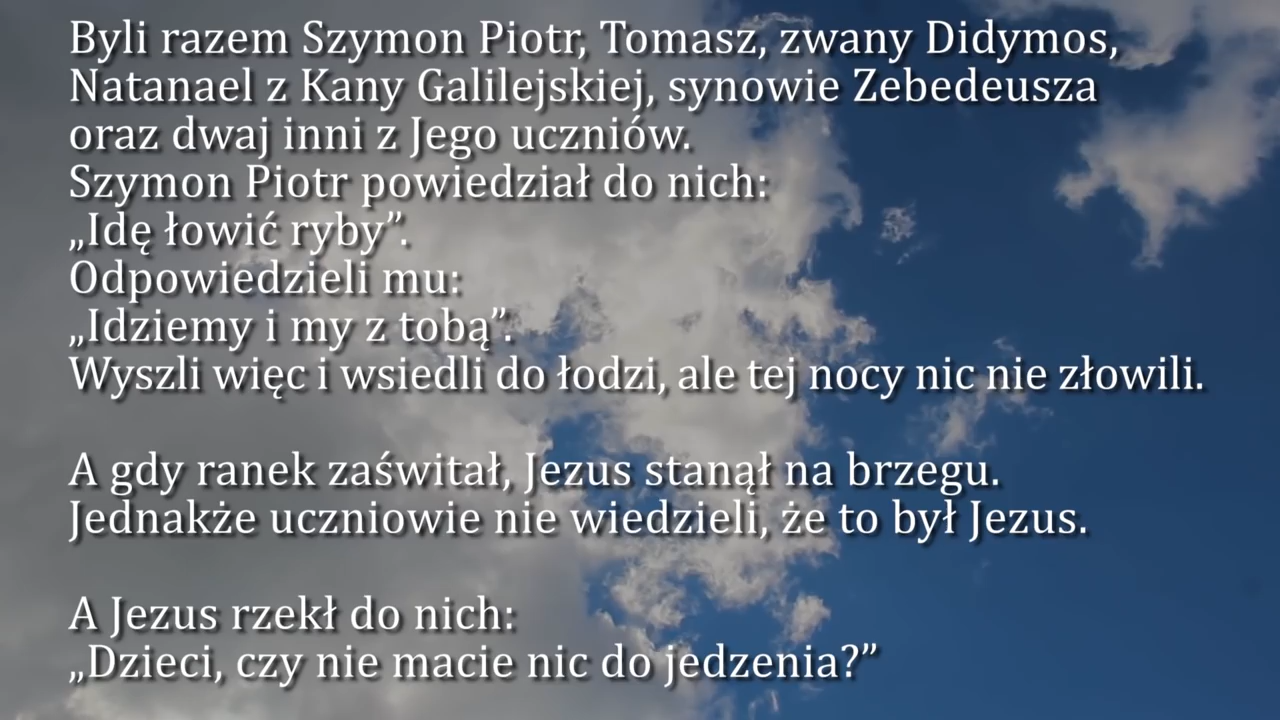 Byli razem Szymon Piotr, Tomasz, zwany Didymos,
Natanael z Kany Galilejskiej, synowie Zebedeusza
oraz dwaj inni z Jego uczniów.
Szymon Piotr powiedział do nich:
„Idę łowić ryby”.
Odpowiedzieli mu:
„Idziemy i my z tobą”.
Wyszli więc i wsiedli do łodzi, ale tej nocy nic nie złowili.
A gdy ranek zaświtał, Jezus stanął na brzegu.
Jednakże uczniowie nie wiedzieli, że to był Jezus.
A Jezus rzekł do nich:
„Dzieci, czy nie macie nic do jedzenia?”